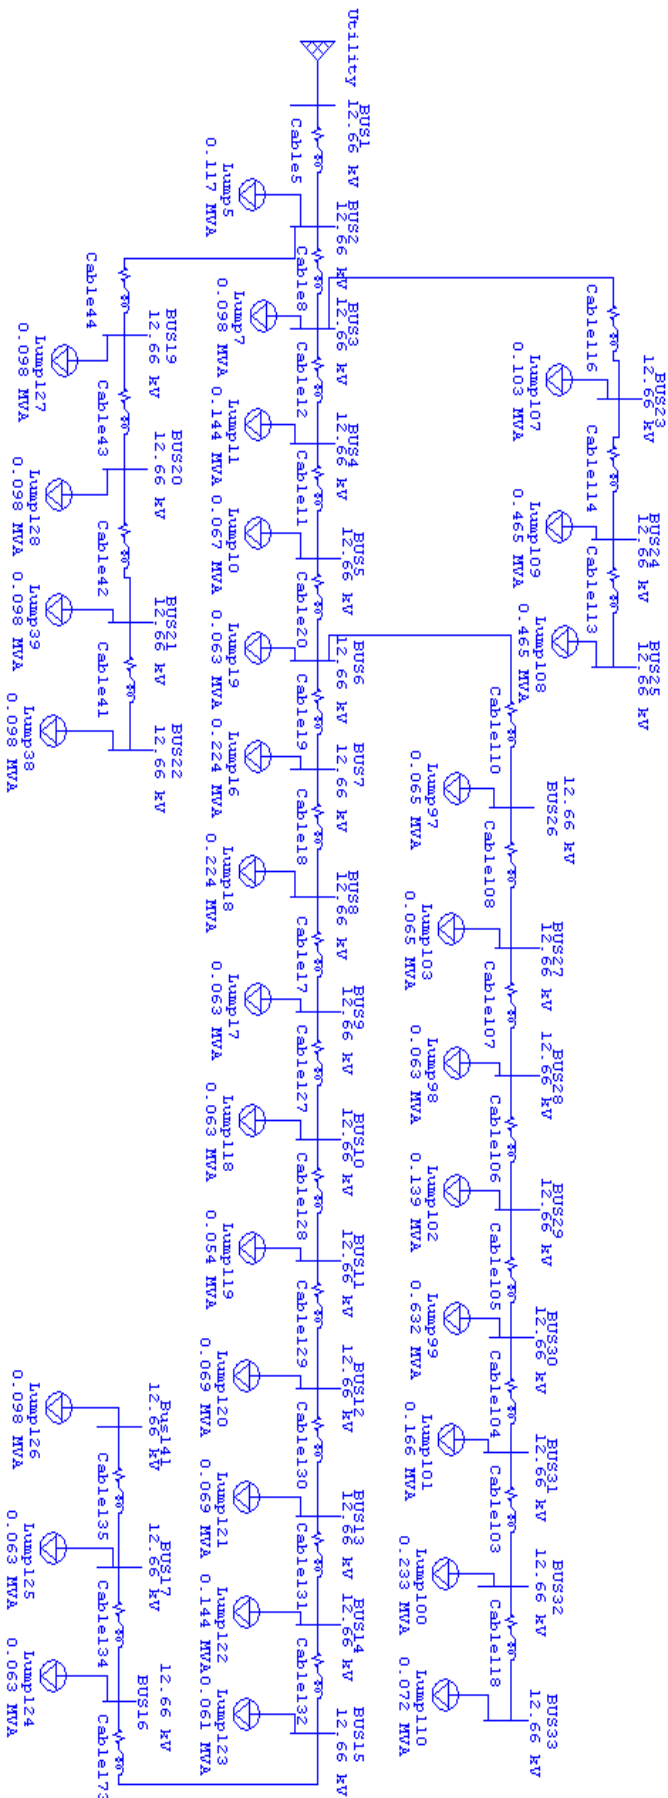 Utility
BUS1
12.66 kV
Cable5
Lump5
0.117 MVA
BUS2
12.66 kV
Cable8
Lump7
0.098 MVA
BUS3
12.66 kV
Cable12
Lump11
0.144 MVA
BUS4
12.66 kV
Cable11
Lump10
0.067 MVA
BUS5
12.66 kV
Cable20
Lump19
0.063 MVA
BUS6
12.66 kV
Cable19
Lump16
0.224 MVA
BUS7
12.66 kV
Cable18
Lump18
0.224 MVA
BUS8
12.66 kV
Cable17
Lump17
0.063 MVA
BUS9
12.66 kV
Cable127
Lump118
0.063 MVA
BUS10
12.66 kV
Cable128
Lump119
0.054 MVA
BUS11
12.66 kV
Cable129
Lump120
0.069 MVA
BUS12
12.66 kV
Cable130
Lump121
0.069 MVA
BUS13
12.66 kV
Cable131
Lump122
0.144 MVA
BUS14
12.66 kV
Cable132
Lump123
0.061 MVA
BUS15
12.66 kV
Cable116
BUS23
12.66 kV
Lump107
0.103 MVA
Cable114
BUS24
12.66 kV
Lump109
0.465 MVA
Cable113
BUS25
12.66 kV
Lump108
0.465 MVA
Cable110
12.66 kV
BUS26
Lump97
0.065 MVA
Cable108
BUS27
12.66 kV
Lump103
0.065 MVA
Cable107
BUS28
12.66 kV
Lump98
0.063 MVA
Cable106
BUS29
12.66 kV
Lump102
0.139 MVA
Cable105
BUS30
12.66 kV
Lump99
0.632 MVA
Cable104
BUS31
12.66 kV
Lump101
0.166 MVA
Cable103
BUS32
12.66 kV
Lump100
0.233 MVA
Cable118
BUS33
12.66 kV
Lump110
0.072 MVA
Cable44
BUS19
12.66 kV
Lump127
0.098 MVA
Cable43
BUS20
12.66 kV
Lump128
0.098 MVA
Cable42
BUS21
12.66 kV
Lump39
0.098 MVA
Cable41
BUS22
12.66 kV
Lump38
0.098 MVA
Bus141
12.66 kV
Lump126
0.098 MVA
Cable135
BUS17
12.66 kV
Lump125
0.063 MVA
Cable134
12.66 kV
BUS16
Lump124
0.063 MVA
Cable173